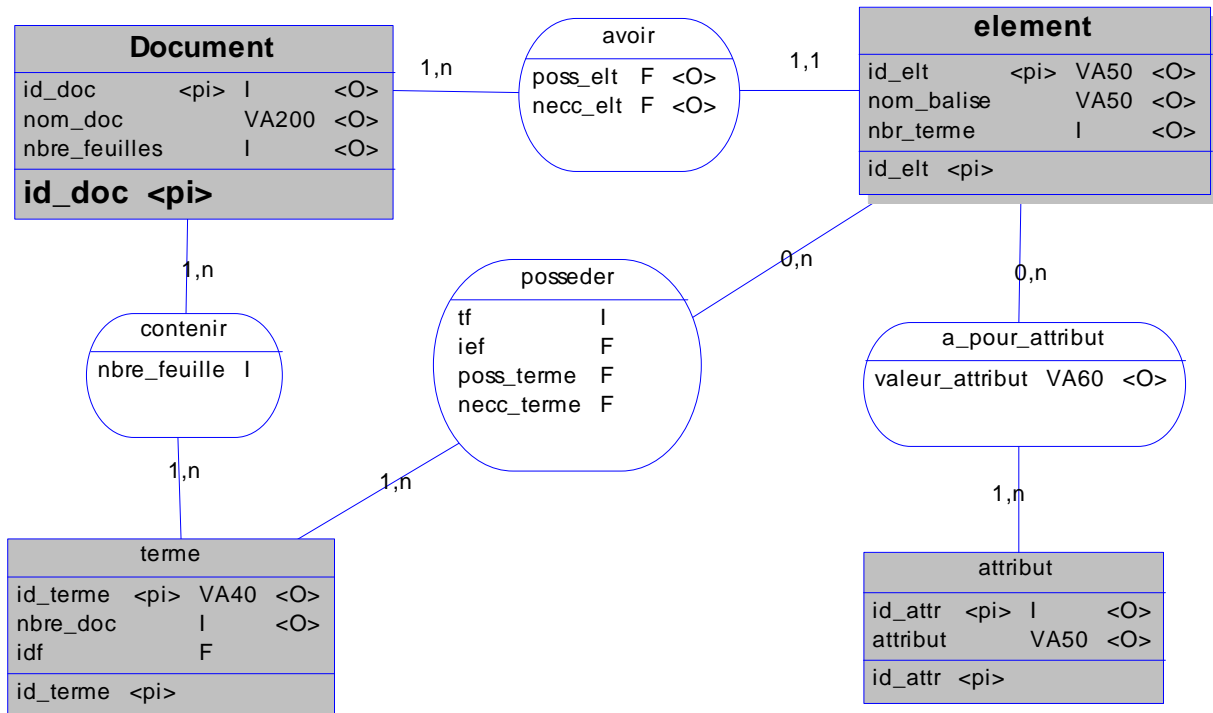 Document
id_doc <pi> I <O>
nom_doc VA200 <O>
nbre_feuilles I <O>
id_doc <pi>
1,n
avoir
poss_elt F <O>
necc_elt F <O>
1,1
element
id_elt <pi> VA50 <O>
nom_balise VA50 <O>
nbr_terme I <O>
id_elt <pi>
1,n
contenir
nbre_feuille I
1,n
posseder
tf I
ief F
poss_terme F
necc_terme F
0,n
1,n
0,n
a_pour_attribut
valeur_attribut VA60 <O>
1,n
terme
id_terme <pi> VA40 <O>
nbre_doc I <O>
idf F
id_terme <pi>
attribut
id_attr <pi> I <O>
attribut VA50 <O>
id_attr <pi>